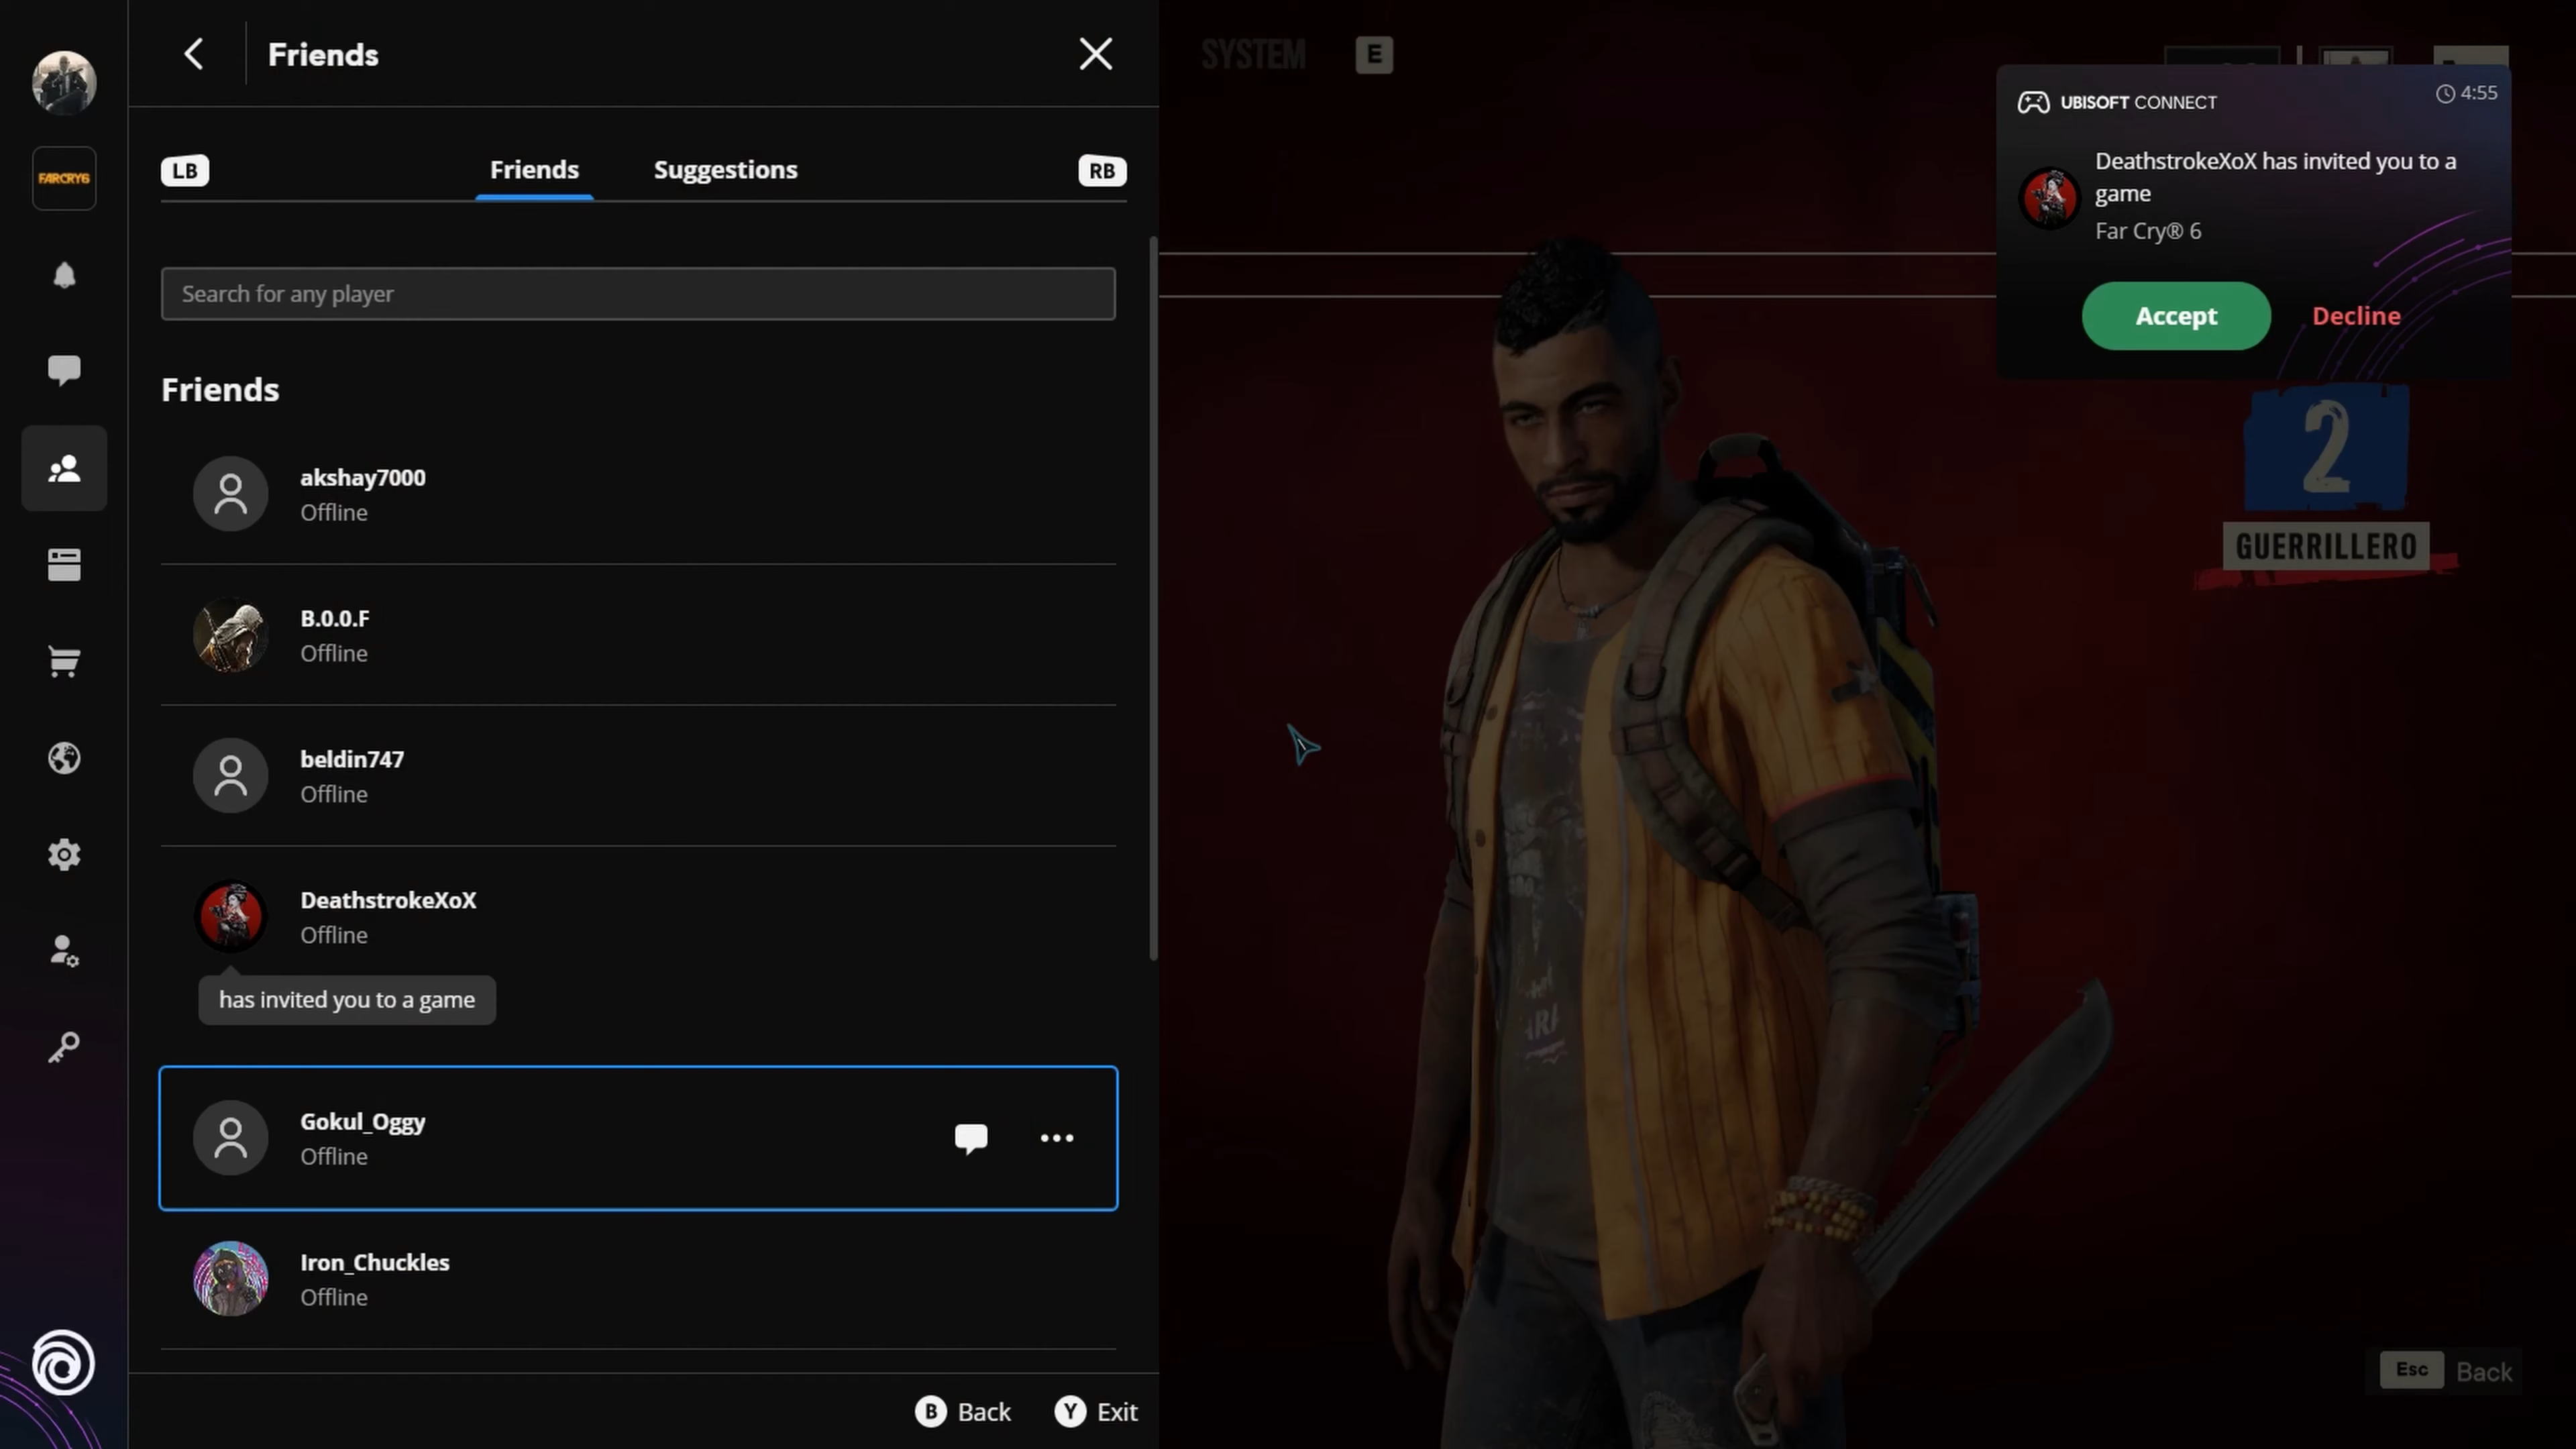 Friends
SYSTEM E
LB Friends Suggestions RB
Search for any player
Friends
akshay7000
Offline
B.0.0.F
Offline
beldin747
Offline
DeathstrokeXoX
Offline
has invited you to a game
Gokul_Oggy
Offline
Iron_Chuckles
Offline
B Back Y Exit
FARCRY6
UBISOFT CONNECT 4:55
DeathstrokeXoX has invited you to a
game
Far Cry® 6
Accept Decline
2
GUERRILLERO
Esc Back